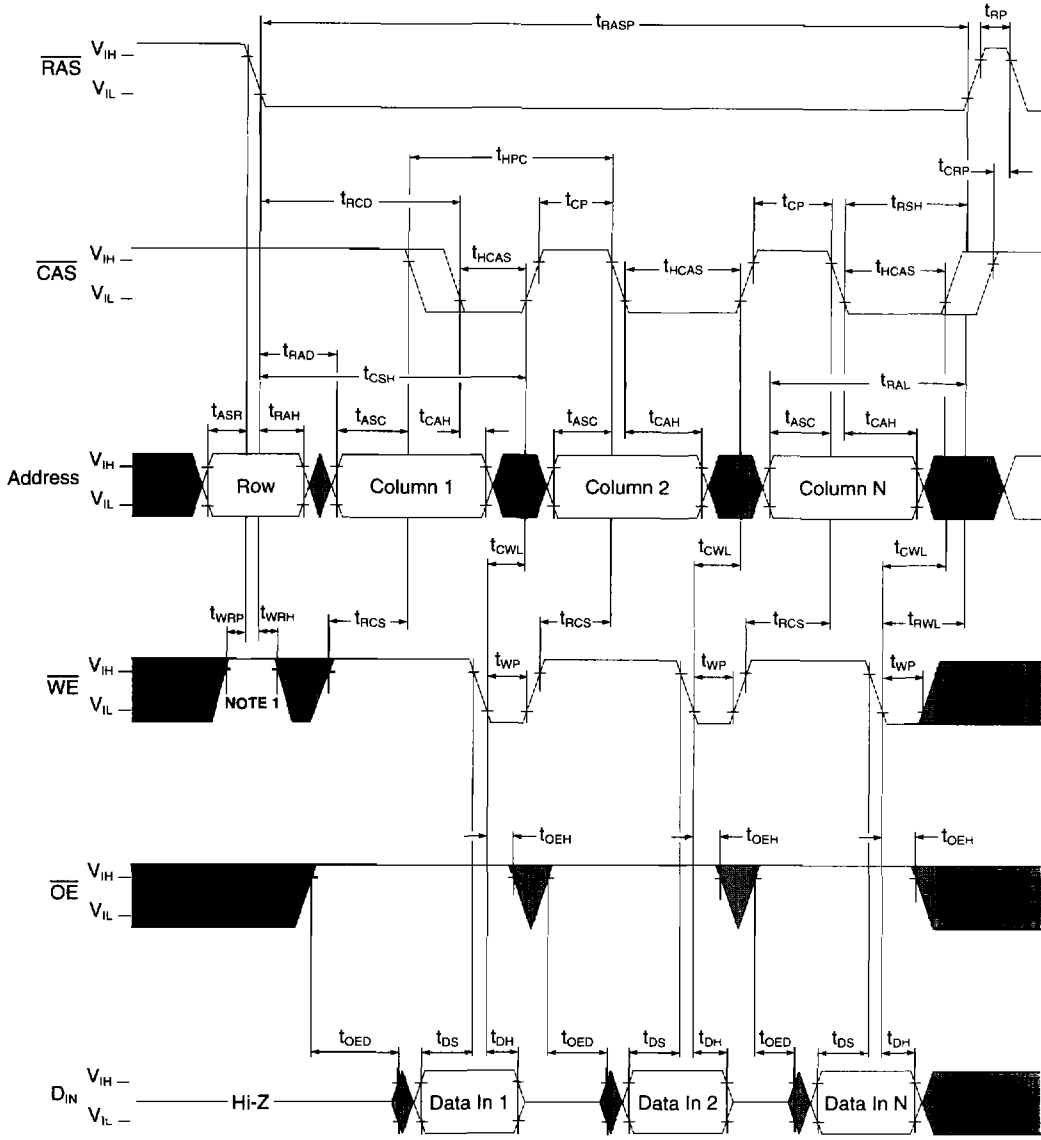 tRASP tRP
RAS VIH
VIL
tHPC tCRP
tRCD tCP tCP tRSH
CAS VIH tHCAS tHCAS tHCAS
VIL
tRAD
tCSH tRAL
tASR tRAH tASC tCAH tASC tCAH tASC tCAH
Address VIH
VIL
Row Column 1 Column 2 Column N
tCWL tCWL tCWL
tWRP tWRH tRCS tRCS tRCS tRWL
WE VIH tWP tWP tWP
VIL NOTE 1
tOEH tOEH tOEH
OE VIH
VIL
tOED tDS tDH tOED tDS tDH tOED tDS tDH
DIN VIH
VIL
Hi-Z Data In 1 Data In 2 Data In N